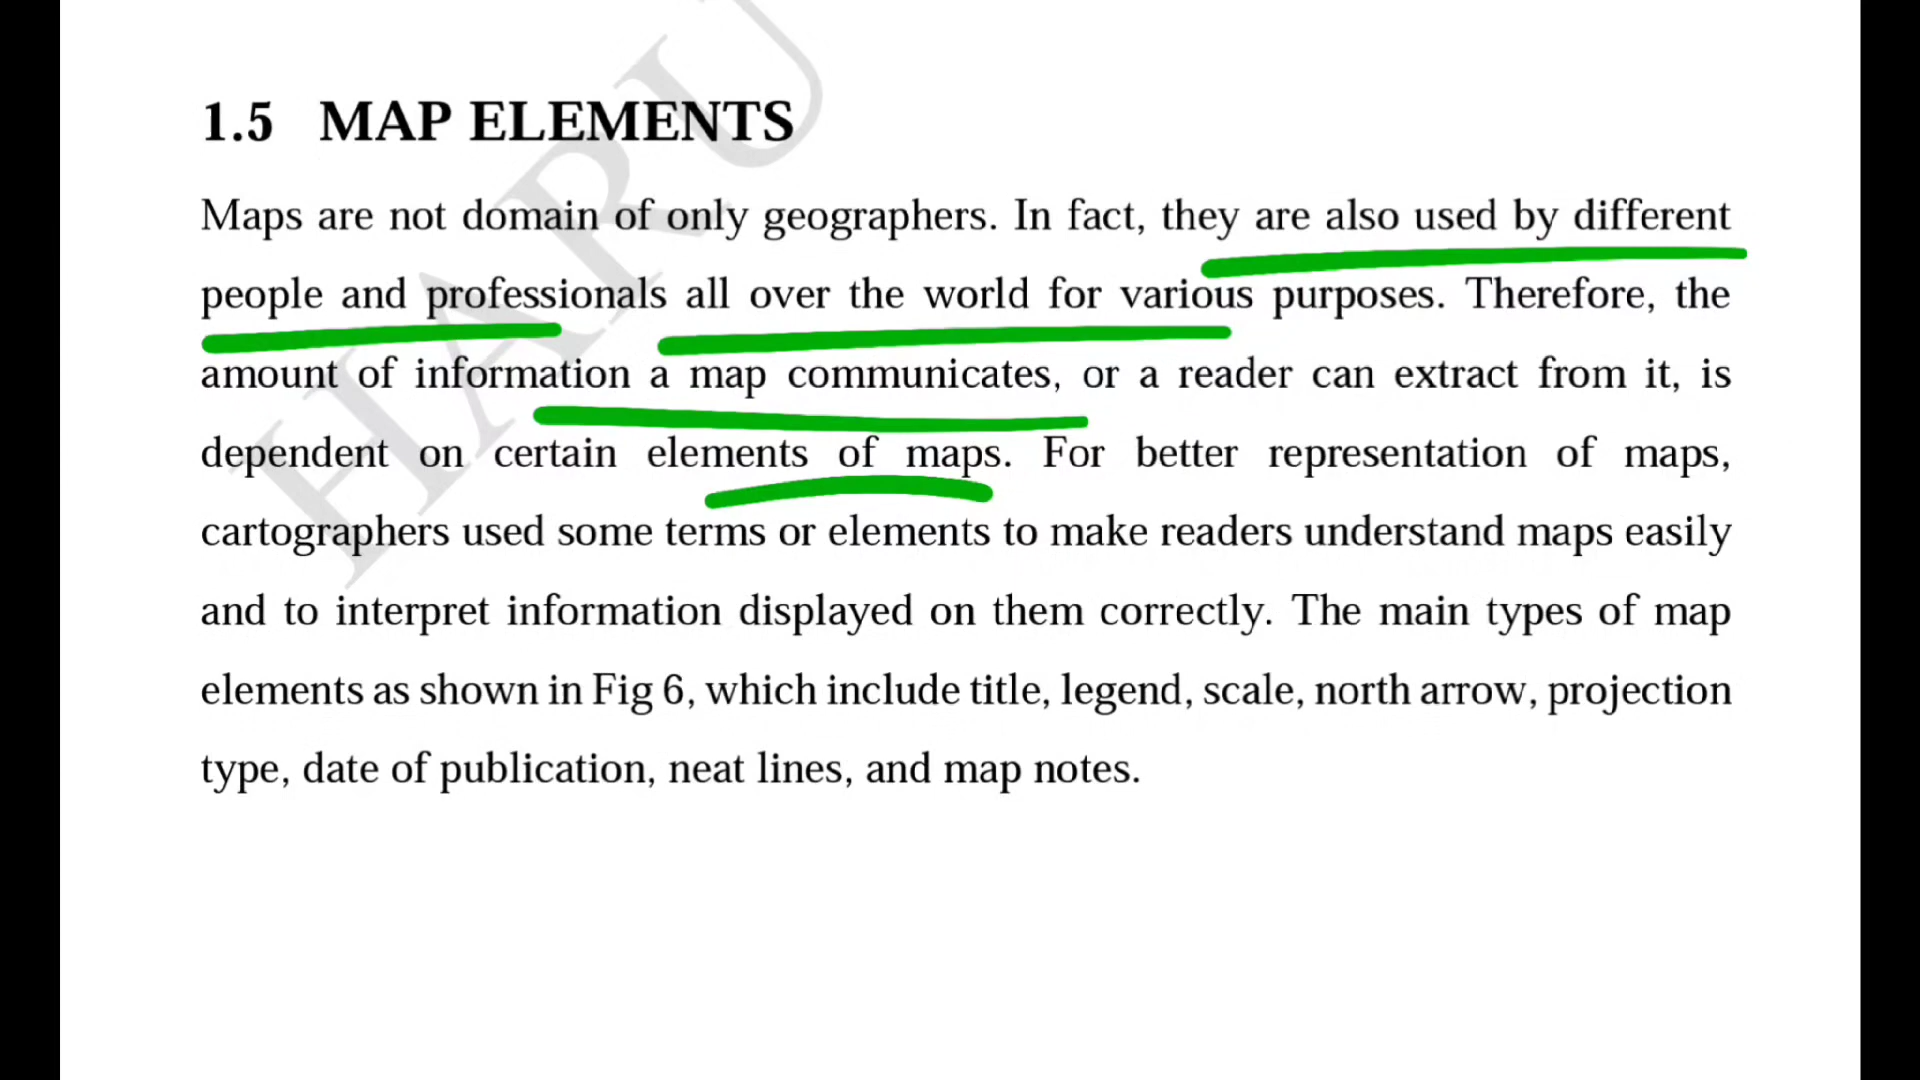 1.5 MAP ELEMENTS
Maps are not domain of only geographers. In fact, they are also used by different
people and professionals all over the world for various purposes. Therefore, the
amount of information a map communicates, or a reader can extract from it, is
dependent on certain elements of maps. For better representation of maps,
cartographers used some terms or elements to make readers understand maps easily
and to interpret information displayed on them correctly. The main types of map
elements as shown in Fig 6, which include title, legend, scale, north arrow, projection
type, date of publication, neat lines, and map notes.
HARU